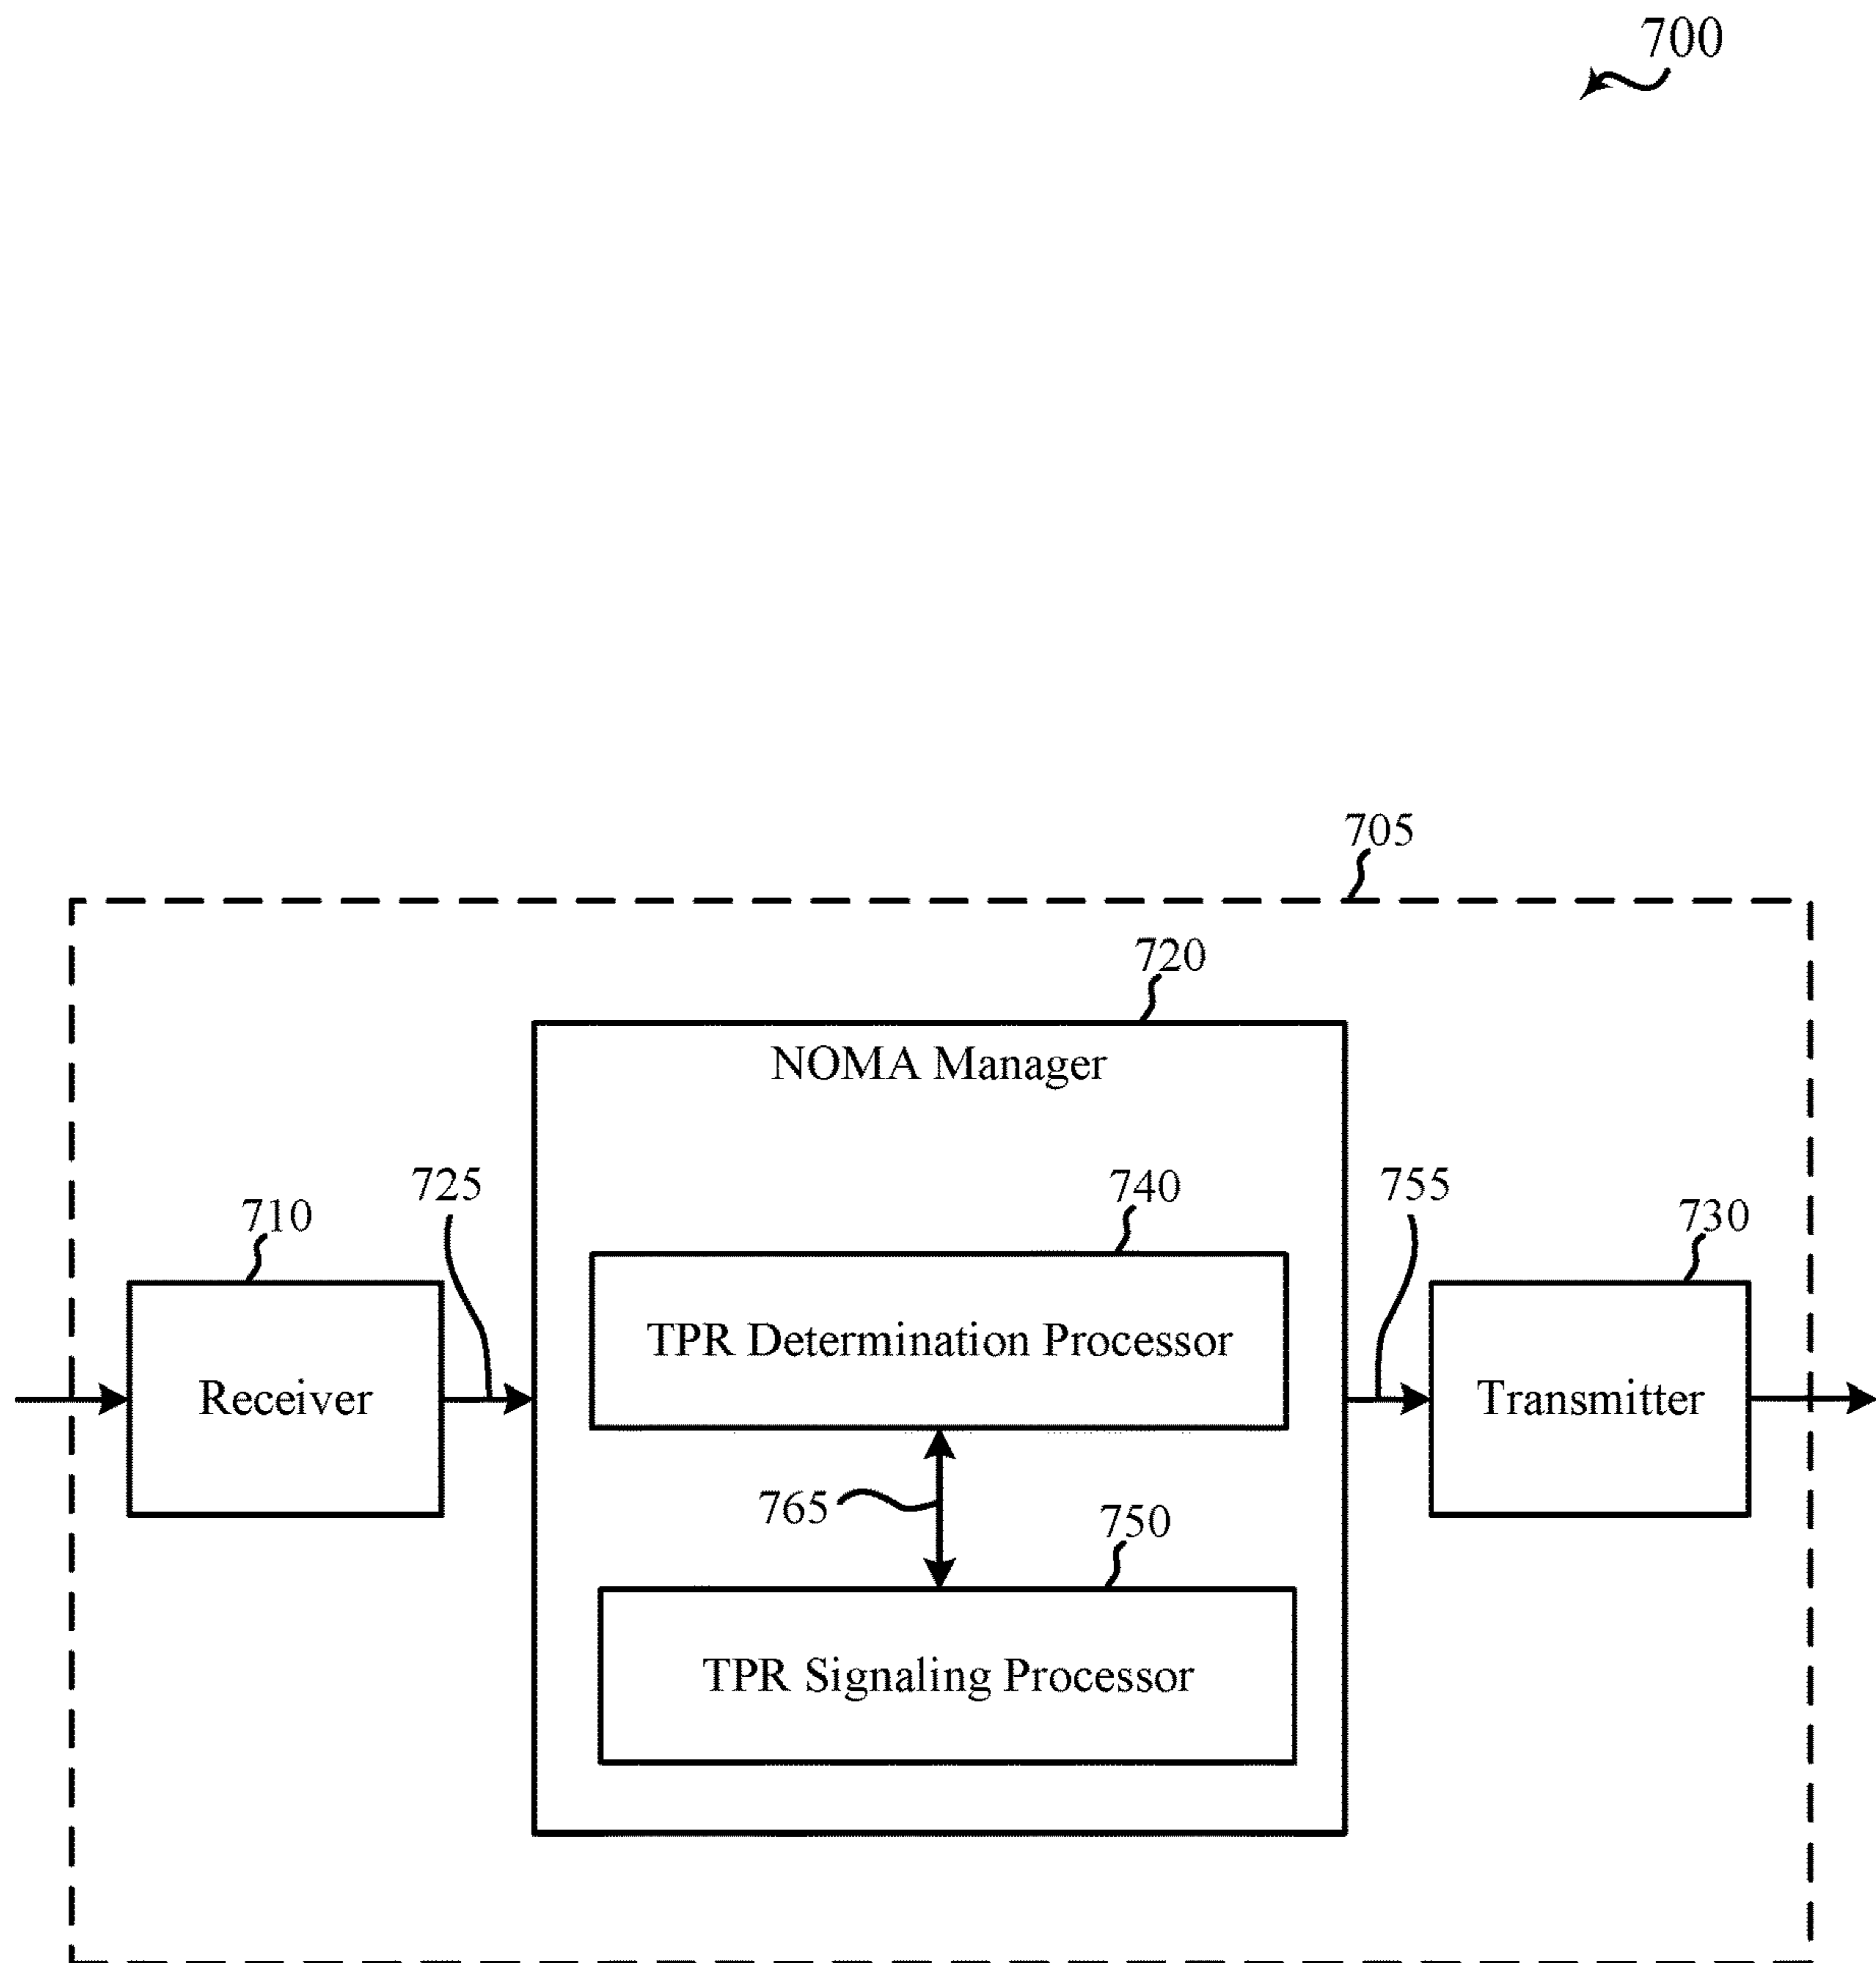 700
705
720
NOMA Manager
725
740
755
710
730
TPR Determination Processor
Receiver
Transmitter
765
750
TPR Signaling Processor